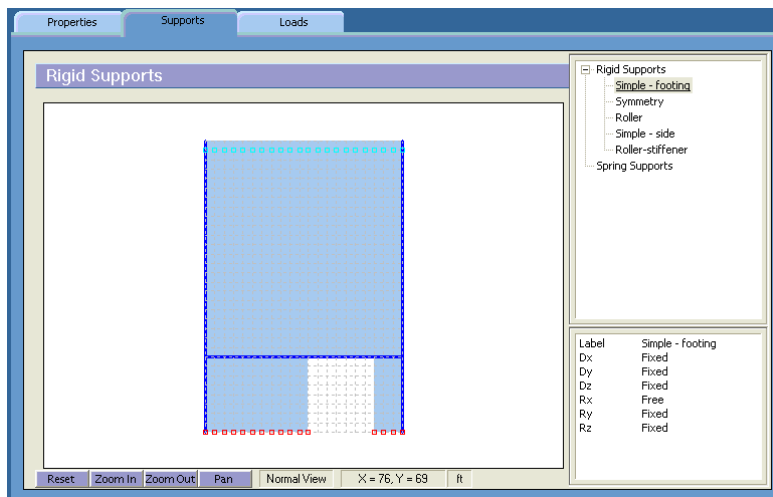 Properties Supports Loads
Rigid Supports
Rigid Supports
Simple - footing
Symmetry
Roller
Simple - side
Roller-stiffener
Spring Supports
Label Simple - footing
Dx Fixed
Dy Fixed
Dz Fixed
Rx Free
Ry Fixed
Rz Fixed
Reset Zoom In Zoom Out Pan Normal View X = 76, Y = 69 ft